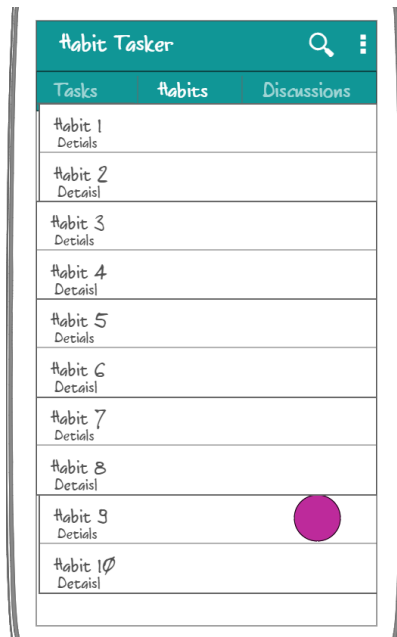 Habit Tasker
Tasks Habits Discussions
Habit 1
Detials
Habit 2
Detaisl
Habit 3
Detials
Habit 4
Detaisl
Habit 5
Detials
Habit 6
Detaisl
Habit 7
Detials
Habit 8
Detaisl
Habit 9
Detials
Habit 10
Detaisl